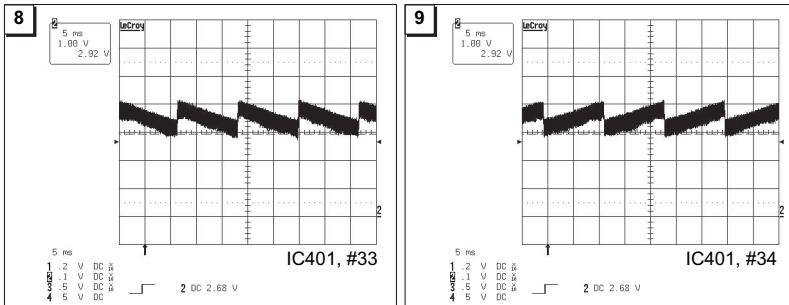 8
2
5 ms
1.00 V
2.92 V
LeCroy
2
5 ms
1 .2 V DC
2 .1 V DC
3 .5 V DC
4 5 V DC
2 DC 2.68 V
IC401, #33
9
2
5 ms
1.00 V
2.92 V
LeCroy
2
5 ms
1 .2 V DC
2 .1 V DC
3 .5 V DC
4 5 V DC
2 DC 2.68 V
IC401, #34